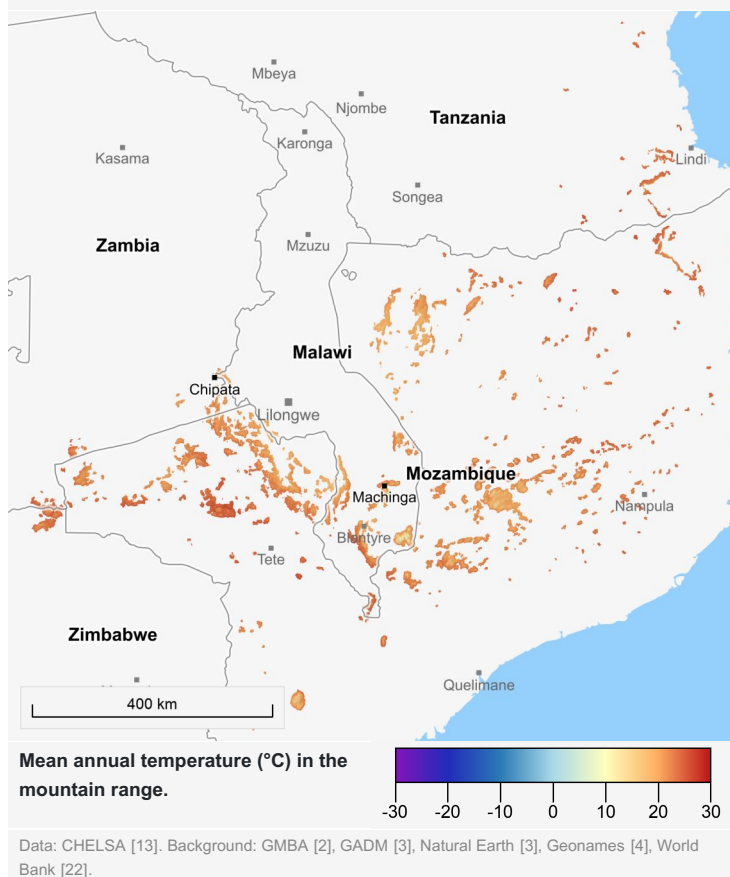 Mbeya
Njombe
Tanzania
Karonga
Kasama
Lindi
Songea
Mzuzu
Zambia
Malawi
Chipata
Lilongwe
Mozambique
Machinga
Nampula
Blantyre
Tete
Zimbabwe
Quelimane
400 km
Mean annual temperature (°C) in the
mountain range.
-30 -20 -10 0 10 20 30
Data: CHELSA [13]. Background: GMBA [2], GADM [3], Natural Earth [3], Geonames [4], World
Bank [22].